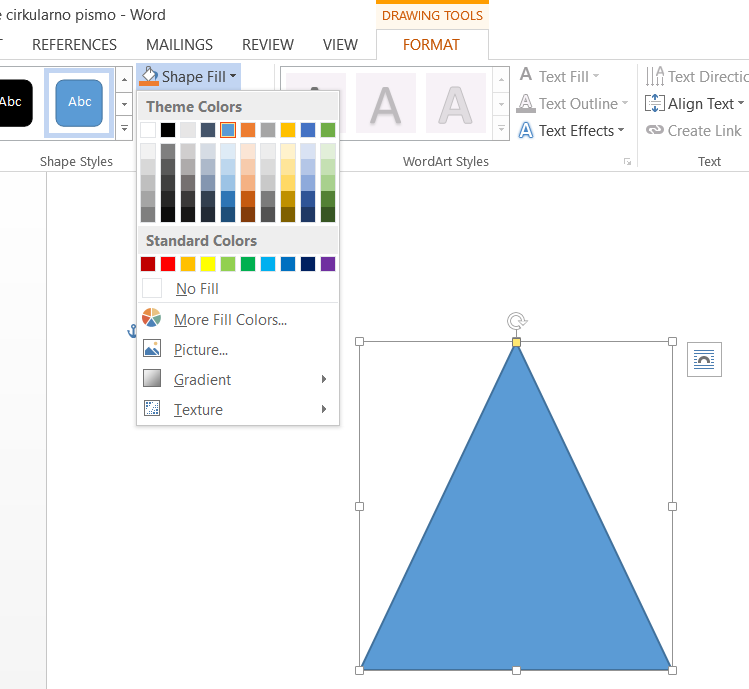 cirkularno pismo - Word
DRAWING TOOLS
REFERENCES MAILINGS REVIEW VIEW FORMAT
Abc Abc
Shape Fill
A A A
A Text Fill
A Text Outline
A Text Effects
Text Directio
Align Text
Create Link
Shape Styles
WordArt Styles
Text
Theme Colors
Standard Colors
No Fill
More Fill Colors...
Picture...
Gradient
Texture